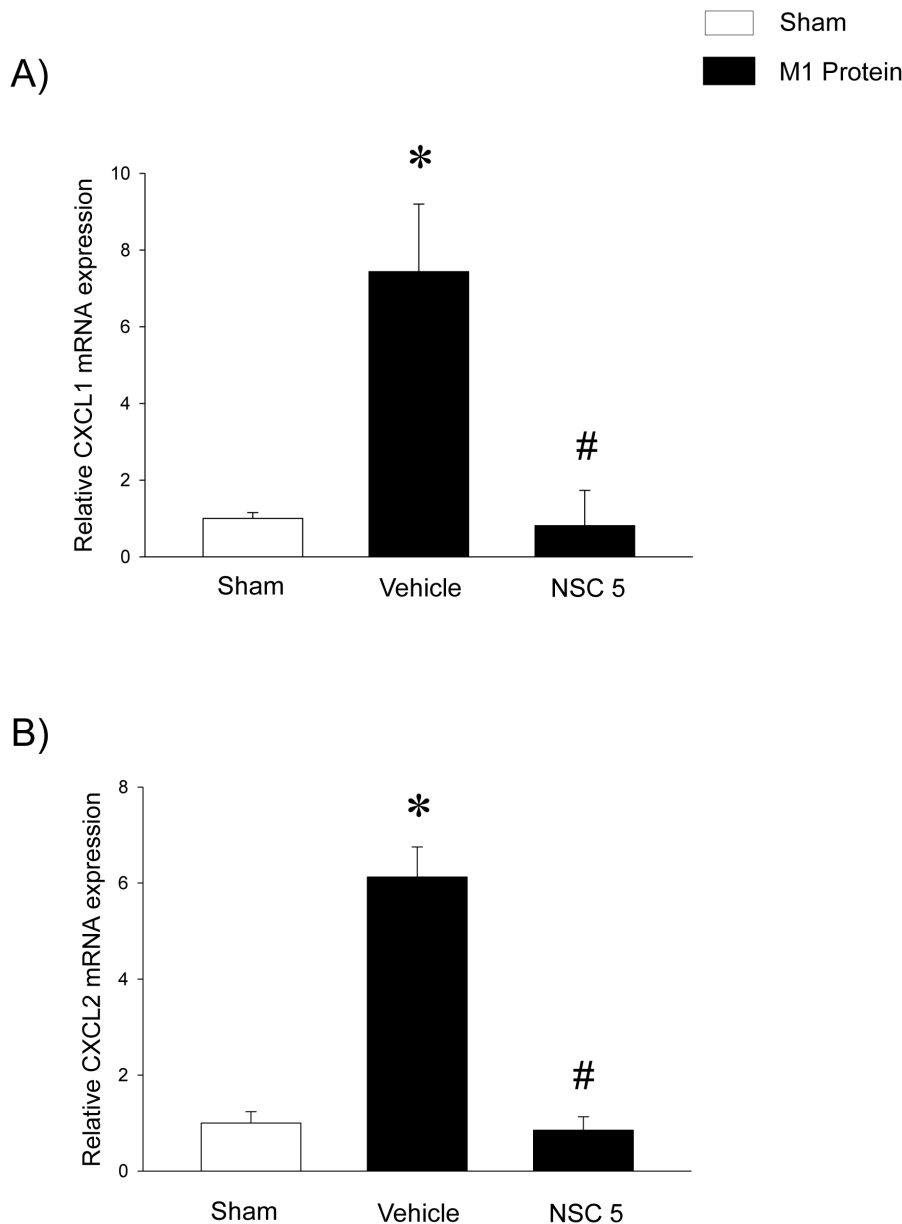 Sham
M1 Protein
A)
Relative CXCL1 mRNA expression
10
8
6
4
2
0
*
#
Sham Vehicle NSC 5
B)
Relative CXCL2 mRNA expression
8
6
4
2
0
*
#
Sham Vehicle NSC 5